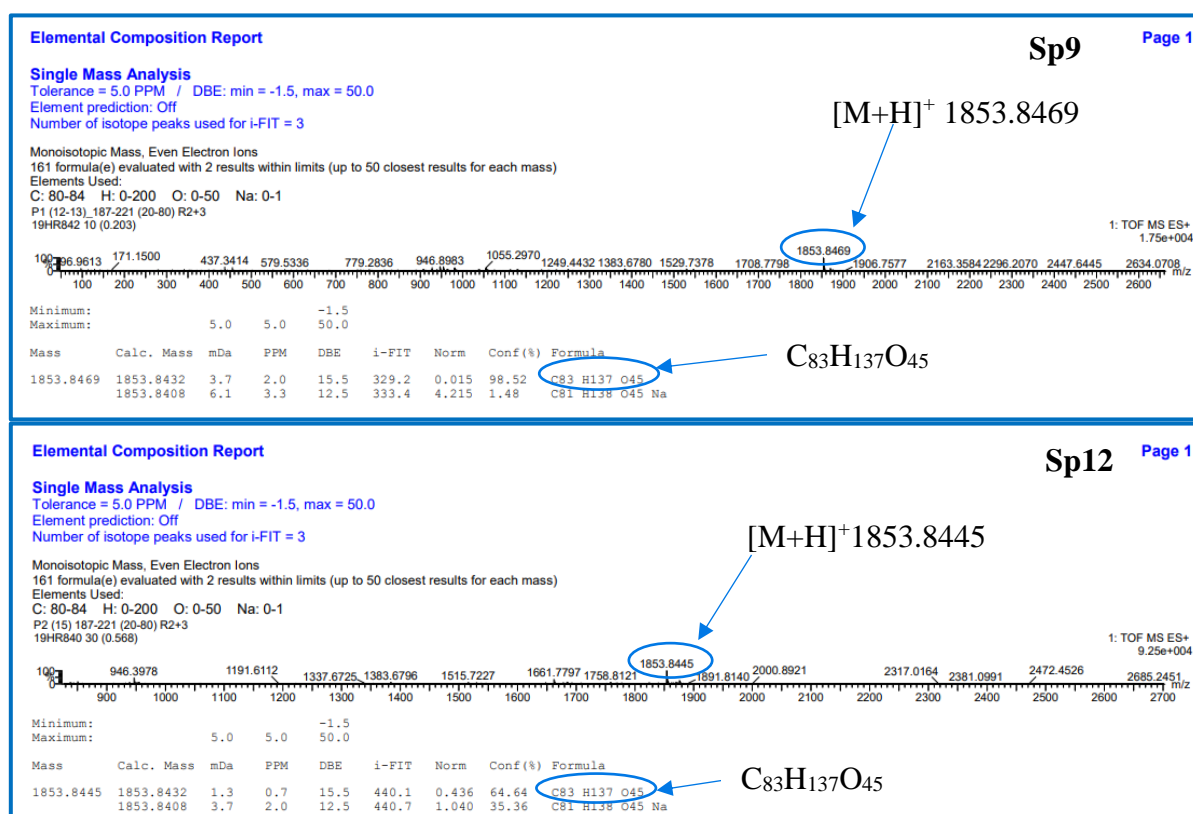 Elemental Composition Report
Sp9
Page 1
Single Mass Analysis
Tolerance = 5.0 PPM / DBE: min = -1.5, max = 50.0
Element prediction: Off
Number of isotope peaks used for i-FIT = 3
[M+H]⁺ 1853.8469
Monoisotopic Mass, Even Electron Ions
161 formula(e) evaluated with 2 results within limits (up to 50 closest results for each mass)
Elements Used:
C: 80-84 H: 0-200 O: 0-50 Na: 0-1
P1 (12-13)_187-221 (20-80) R2+3
19HR842 10 (0.203)
1: TOF MS ES+
1.75e+004
100
%
96.9613 171.1500 437.3414 579.5336 779.2836 946.8983 1055.2970 1249.4432 1383.6780 1529.7378 1708.7798 1853.8469 1906.7577 2163.3584 2296.2070 2447.6445 2634.0708
m/z
100 200 300 400 500 600 700 800 900 1000 1100 1200 1300 1400 1500 1600 1700 1800 1900 2000 2100 2200 2300 2400 2500 2600
Minimum: -1.5
Maximum: 5.0 5.0 50.0
Mass Calc. Mass mDa PPM DBE i-FIT Norm Conf(%) Formula
C₈₃H₁₃₇O₄₅
1853.8469 1853.8432 3.7 2.0 15.5 329.2 0.015 98.52 C83 H137 O45
1853.8408 6.1 3.3 12.5 333.4 4.215 1.48 C81 H138 O45 Na
Elemental Composition Report
Sp12
Page 1
Single Mass Analysis
Tolerance = 5.0 PPM / DBE: min = -1.5, max = 50.0
Element prediction: Off
Number of isotope peaks used for i-FIT = 3
[M+H]⁺1853.8445
Monoisotopic Mass, Even Electron Ions
161 formula(e) evaluated with 2 results within limits (up to 50 closest results for each mass)
Elements Used:
C: 80-84 H: 0-200 O: 0-50 Na: 0-1
P2 (15) 187-221 (20-80) R2+3
19HR840 30 (0.568)
1: TOF MS ES+
9.25e+004
100
%
946.3978 1191.6112 1337.6725 1383.6796 1515.7227 1661.7797 1758.8121 1853.8445 1891.8140 2000.8921 2317.0164 2381.0991 2472.4526 2685.2451
m/z
900 1000 1100 1200 1300 1400 1500 1600 1700 1800 1900 2000 2100 2200 2300 2400 2500 2600 2700
Minimum: -1.5
Maximum: 5.0 5.0 50.0
Mass Calc. Mass mDa PPM DBE i-FIT Norm Conf(%) Formula
C₈₃H₁₃₇O₄₅
1853.8445 1853.8432 1.3 0.7 15.5 440.1 0.436 64.64 C83 H137 O45
1853.8408 3.7 2.0 12.5 440.7 1.040 35.36 C81 H138 O45 Na